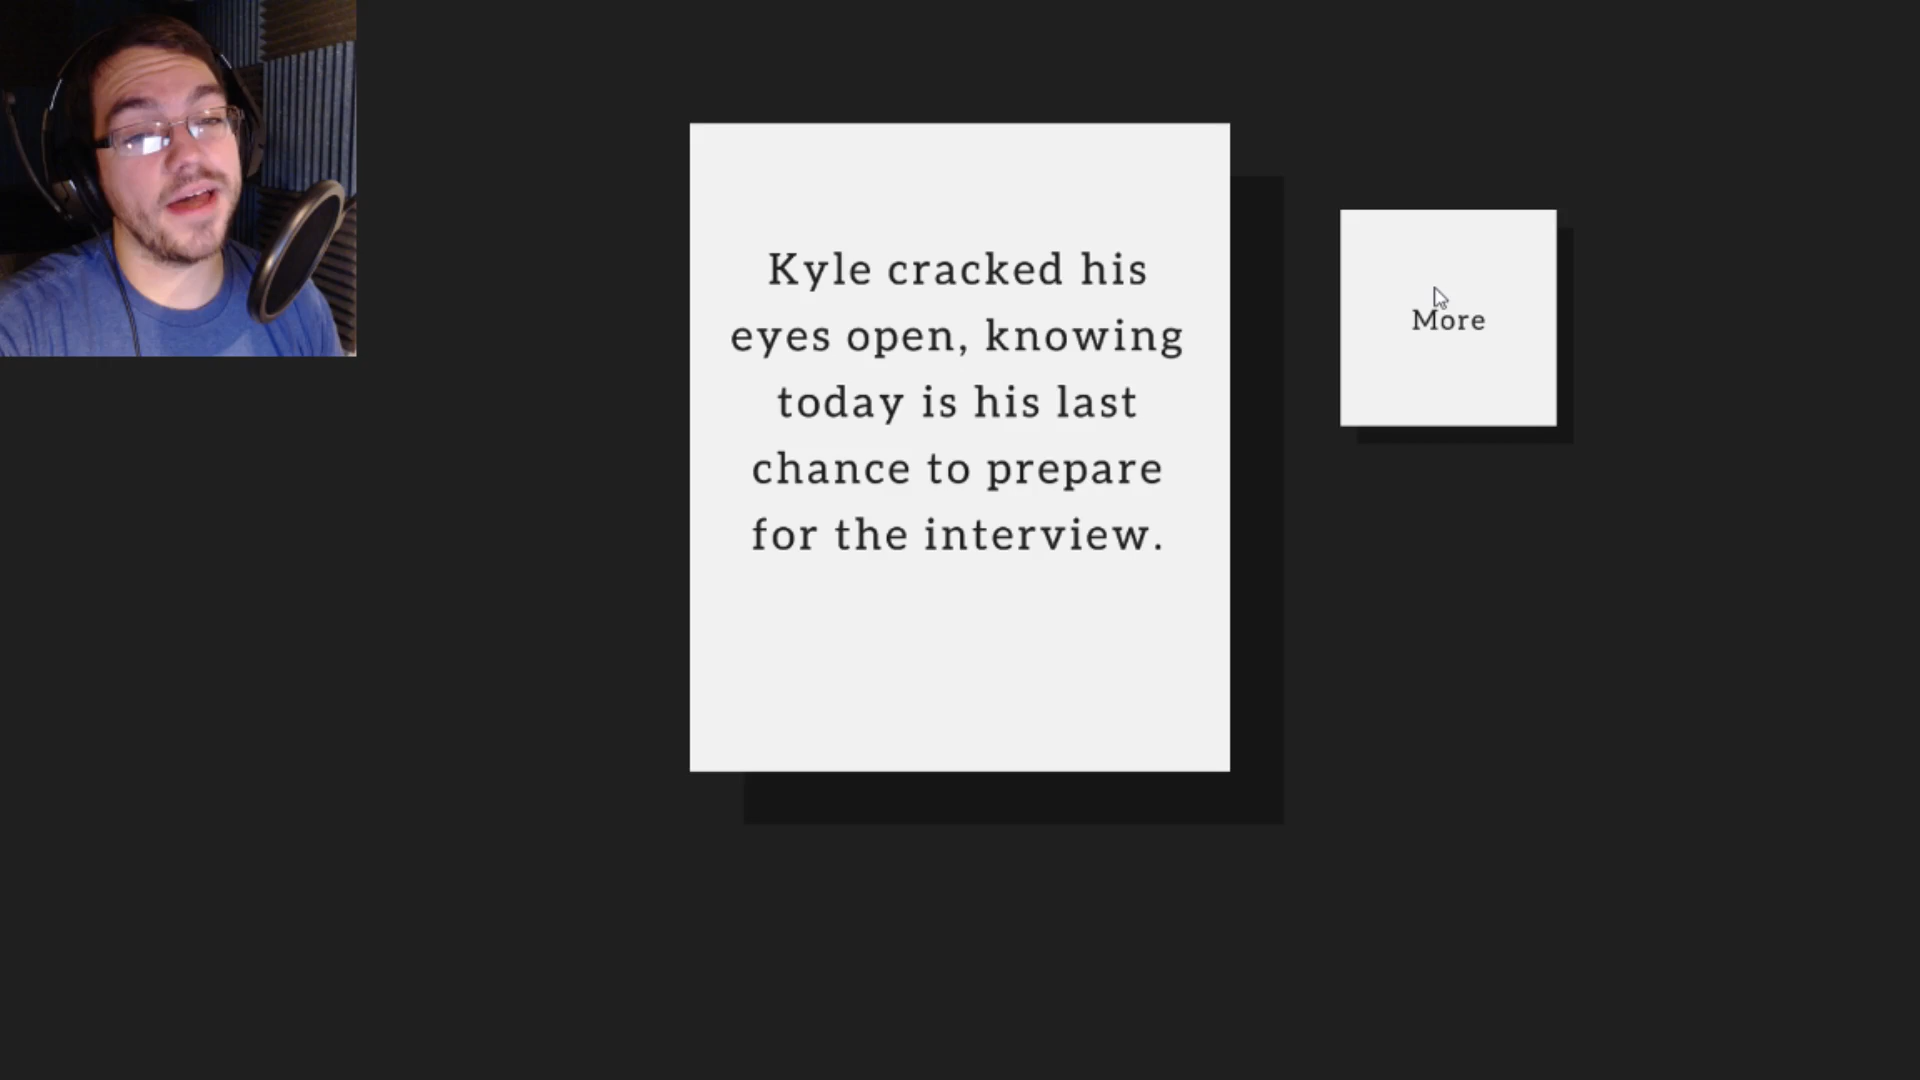 Kyle cracked his
eyes open, knowing
today is his last
chance to prepare
for the interview.
More